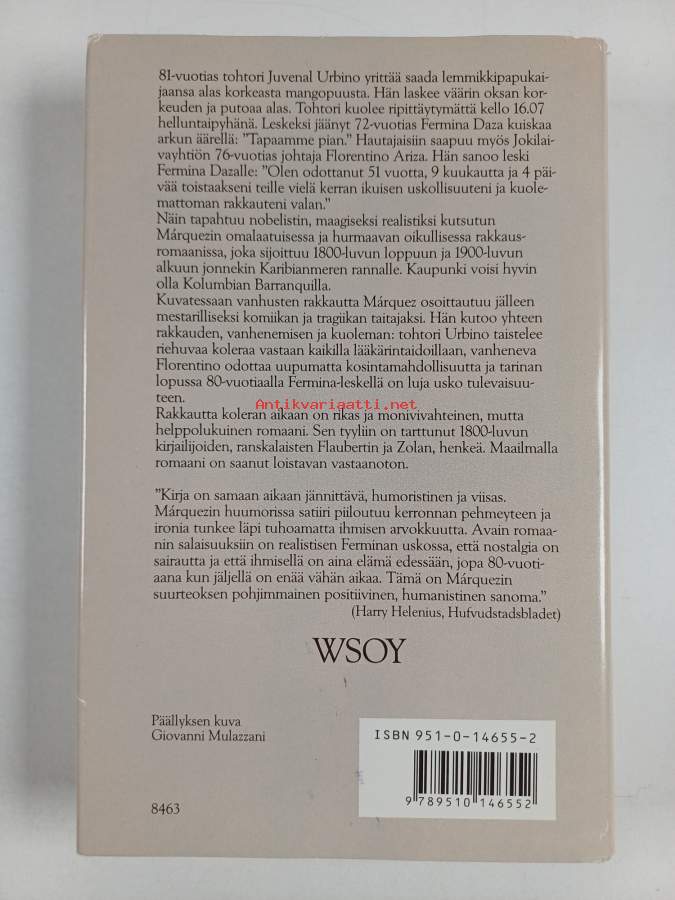 81-vuotias tohtori Juvenal Urbino yrittää saada lemmikkipapukai-
jaansa alas korkeasta mangopuusta. Hän laskee väärin oksan kor-
keuden ja putoaa alas. Tohtori kuolee ripittäytymättä kello 16.07
helluntaipyhänä. Leskeksi jäänyt 72-vuotias Fermina Daza kuiskaa
arkun äärellä: ”Tapaamme pian.” Hautajaisiin saapuu myös Jokilai-
vayhtiön 76-vuotias johtaja Florentino Ariza. Hän sanoo leski
Fermina Dazalle: ”Olen odottanut 51 vuotta, 9 kuukautta ja 4 päi-
vää toistaakseni teille vielä kerran ikuisen uskollisuuteni ja kuole-
mattoman rakkauteni valan.”
Näin tapahtuu nobelistin, maagiseksi realistiksi kutsutun
Márquezin omalaatuisessa ja hurmaavan oikullisessa rakkaus-
romaanissa, joka sijoittuu 1800-luvun loppuun ja 1900-luvun
alkuun jonnekin Karibianmeren rannalle. Kaupunki voisi hyvin
olla Kolumbian Barranquilla.
Kuvatessaan vanhusten rakkautta Márquez osoittautuu jälleen
mestarilliseksi komiikan ja tragiikan taitajaksi. Hän kutoo yhteen
rakkauden, vanhenemisen ja kuoleman: tohtori Urbino taistelee
riehuvaa koleraa vastaan kaikilla lääkärintaidoillaan, vanheneva
Florentino odottaa uupumatta kosintamahdollisuutta ja tarinan
lopussa 80-vuotiaalla Fermina-leskellä on luja usko tulevaisuu-
teen.
Antikvariaatti.net
Rakkautta koleran aikaan on rikas ja monivivahteinen, mutta
helppolukuinen romaani. Sen tyyliin on tarttunut 1800-luvun
kirjailijoiden, ranskalaisten Flaubertin ja Zolan, henkeä. Maailmalla
romaani on saanut loistavan vastaanoton.
”Kirja on samaan aikaan jännittävä, humoristinen ja viisas.
Márquezin huumorissa satiiri piiloutuu kerronnan pehmeyteen ja
ironia tunkee läpi tuhoamatta ihmisen arvokkuutta. Avain romaa-
nin salaisuuksiin on realistisen Ferminan uskossa, että nostalgia on
sairautta ja että ihmisellä on aina elämä edessään, jopa 80-vuoti-
aana kun jäljellä on enää vähän aikaa. Tämä on Márquezin
suurteoksen pohjimmainen positiivinen, humanistinen sanoma.”
(Harry Helenius, Hufvudstadsbladet)
WSOY
Päällyksen kuva
Giovanni Mulazzani
8463
ISBN 951-0-14655-2
9 789510 146552